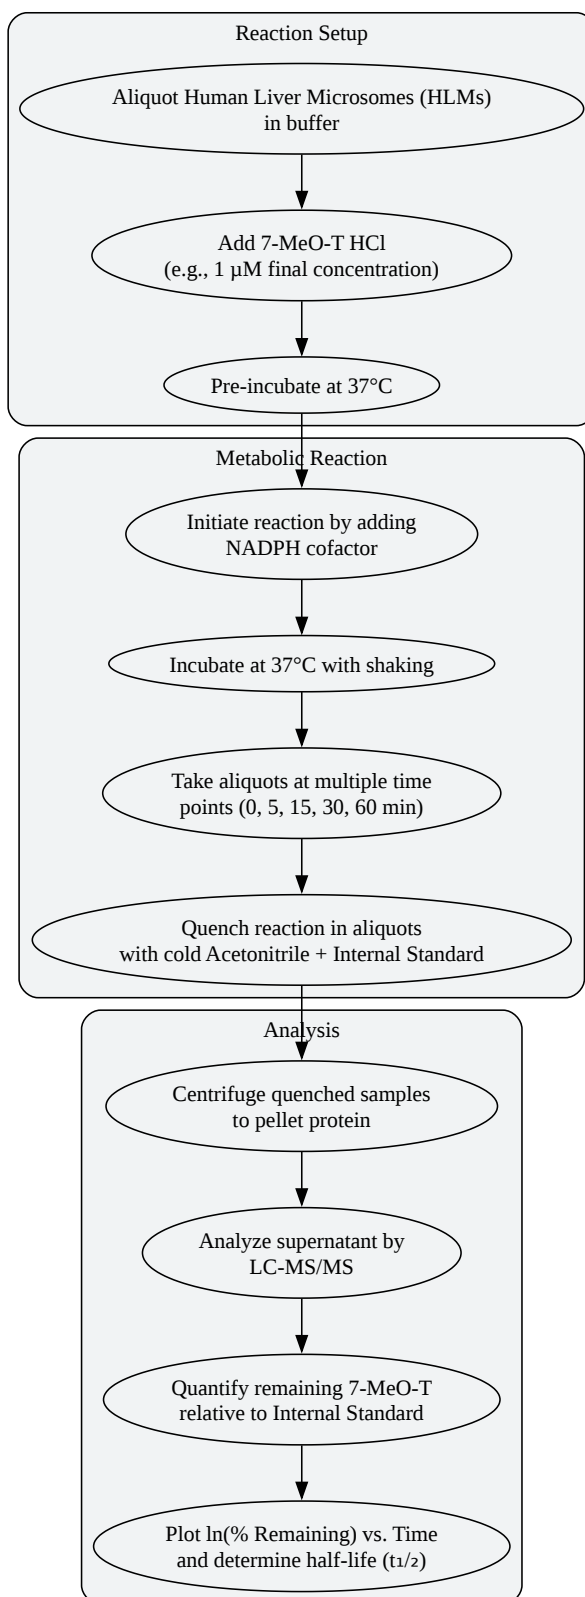 Reaction Setup
Aliquot Human Liver Microsomes (HLMs)
in buffer
Add 7-MeO-T HCl
(e.g., 1 µM final concentration)
Pre-incubate at 37°C
Metabolic Reaction
Initiate reaction by adding
NADPH cofactor
Incubate at 37°C with shaking
Take aliquots at multiple time
points (0, 5, 15, 30, 60 min)
Quench reaction in aliquots
with cold Acetonitrile + Internal Standard
Analysis
Centrifuge quenched samples
to pellet protein
Analyze supernatant by
LC-MS/MS
Quantify remaining 7-MeO-T
relative to Internal Standard
Plot ln(% Remaining) vs. Time
and determine half-life (t₁/₂)